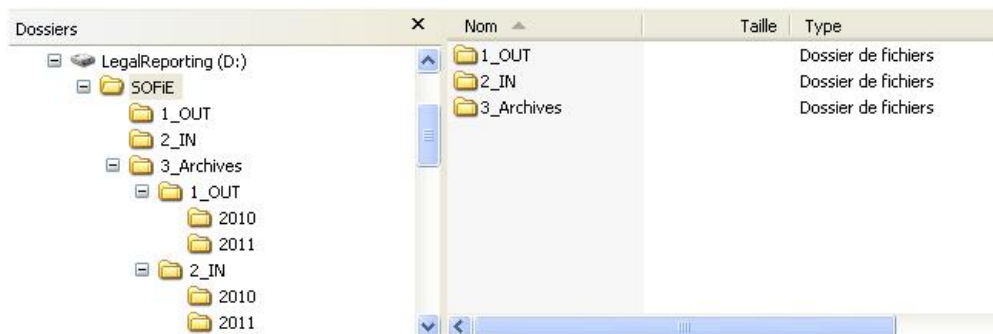 Dossiers
LegalReporting (D:)
SOFiE
1_OUT
2_IN
3_Archives
1_OUT
2010
2011
2_IN
2010
2011
Nom Taille Type
1_OUT Dossier de fichiers
2_IN Dossier de fichiers
3_Archives Dossier de fichiers